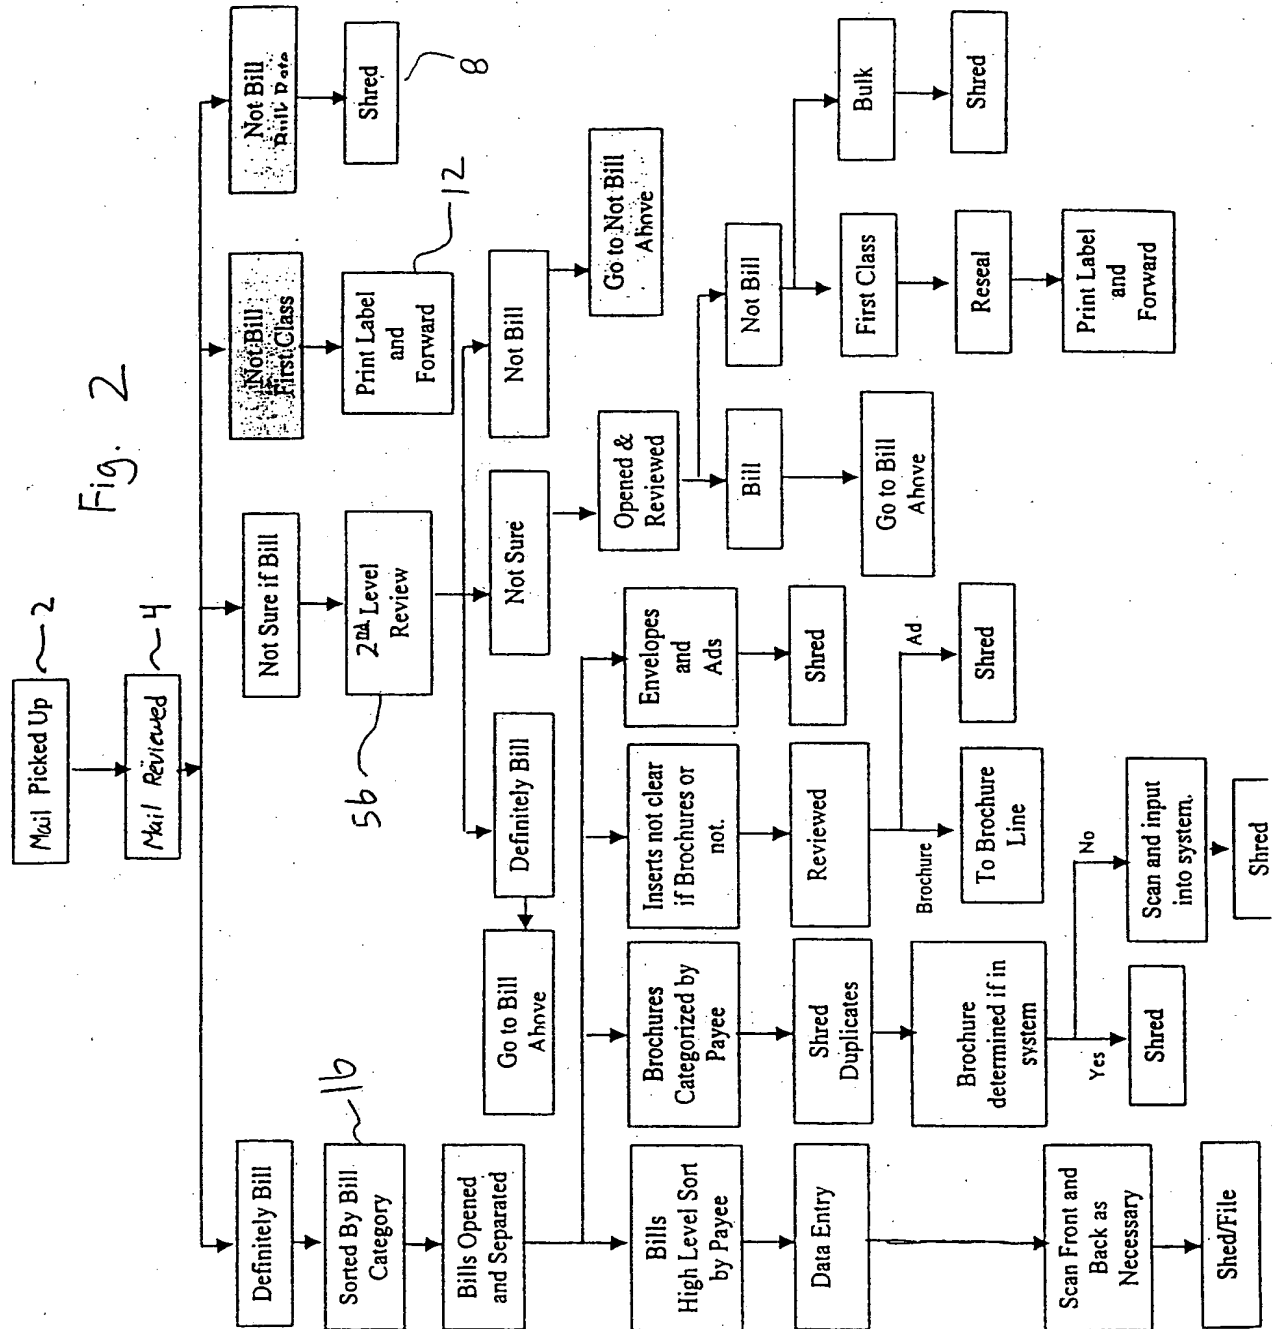 Fig. 2
Mail Picked Up
2
Mail Reviewed
4
Definitely Bill
Not Sure if Bill
Not Bill
First Class
Not Bill
Sorted By Bill
Category
16
2nd Level
Review
56
Print Label
and
Forward
12
Shred
8
Bills Opened
and Separated
Go to Bill
Above
Definitely Bill
Not Sure
Not Bill
Go to Not Bill
Above
Opened &
Reviewed
Bills
High Level Sort
by Payee
Brochures
Categorized by
Payee
Inserts not clear
if Brochures or
not.
Envelopes
and
Ads
Bill
Not Bill
Data Entry
Shred
Duplicates
Reviewed
Shred
Go to Bill
Above
First Class
Bulk
Brochure
Ad
Brochure
determined if in
system
To Brochure
Line
Shred
Reseal
Shred
Print Label
and
Forward
Yes
No
Scan Front and
Back as
Necessary
Shred
Scan and input
into system.
Shed/File
Shred